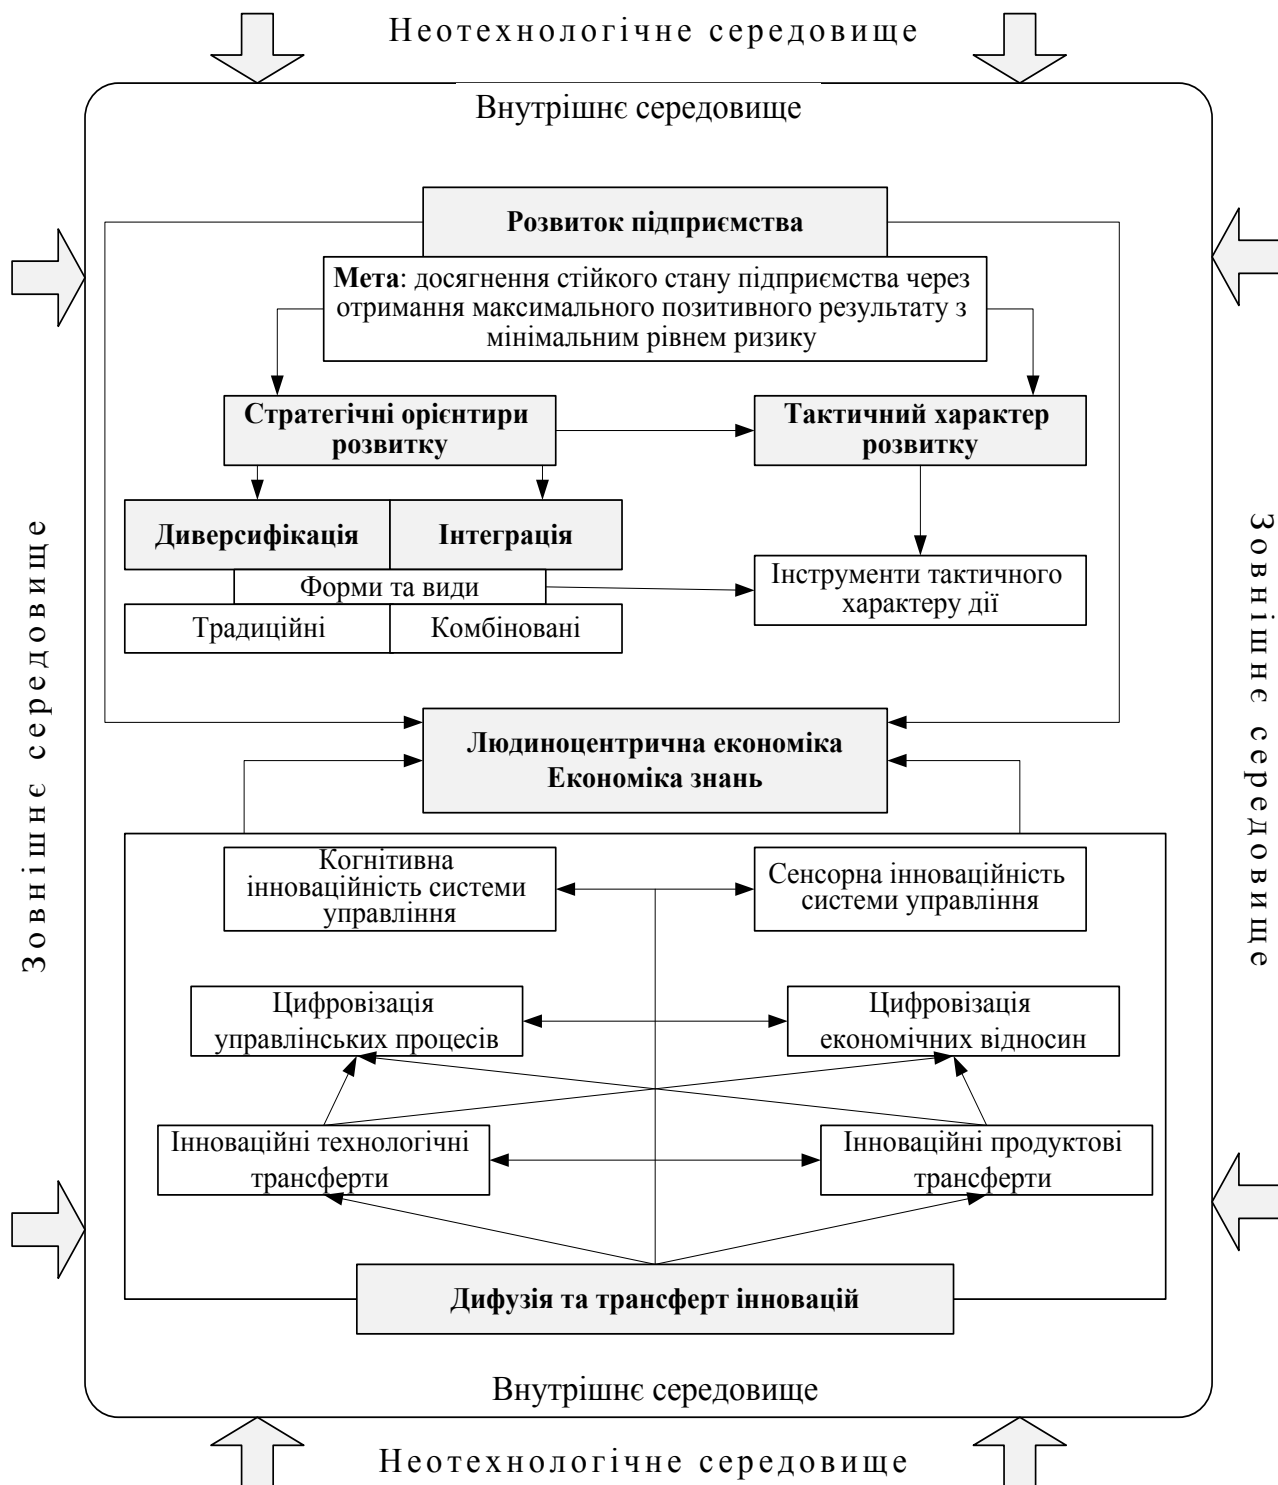 Неотехнологічне середовище
Внутрішнє середовище
Розвиток підприємства
Мета: досягнення стійкого стану підприємства через
отримання максимального позитивного результату з
мінімальним рівнем ризику
Стратегічні орієнтири
розвитку
Тактичний характер
розвитку
Диверсифікація
Інтеграція
Форми та види
Традиційні
Комбіновані
Інструменти тактичного
характеру дії
Зовнішнє середовище
Зовнішнє середовище
Людиноцентрична економіка
Економіка знань
Когнітивна
інноваційність системи
управління
Сенсорна інноваційність
системи управління
Цифровізація
управлінських процесів
Цифровізація
економічних відносин
Інноваційні технологічні
трансферти
Інноваційні продуктові
трансферти
Дифузія та трансферт інновацій
Внутрішнє середовище
Неотехнологічне середовище